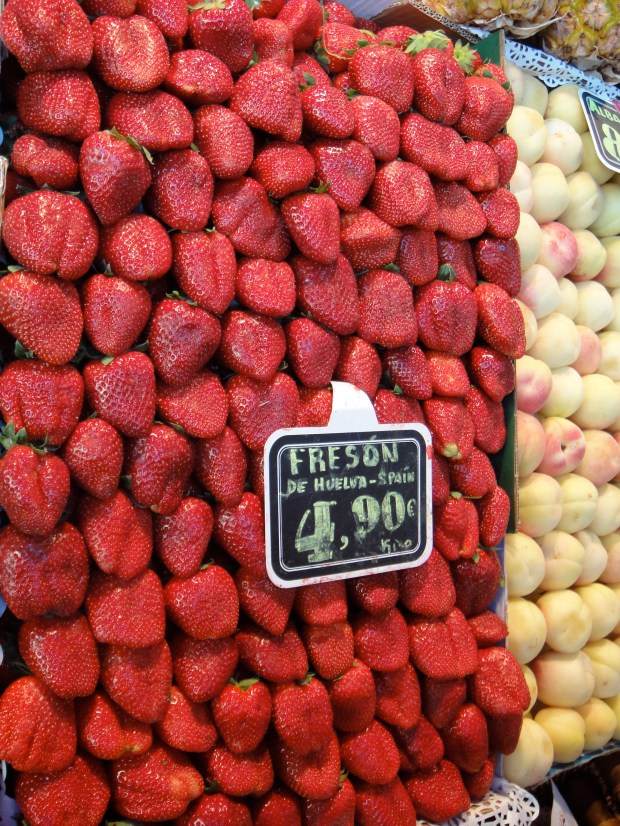 FRESÓN
DE HUELVA-SPAIN
4,90€
KILO